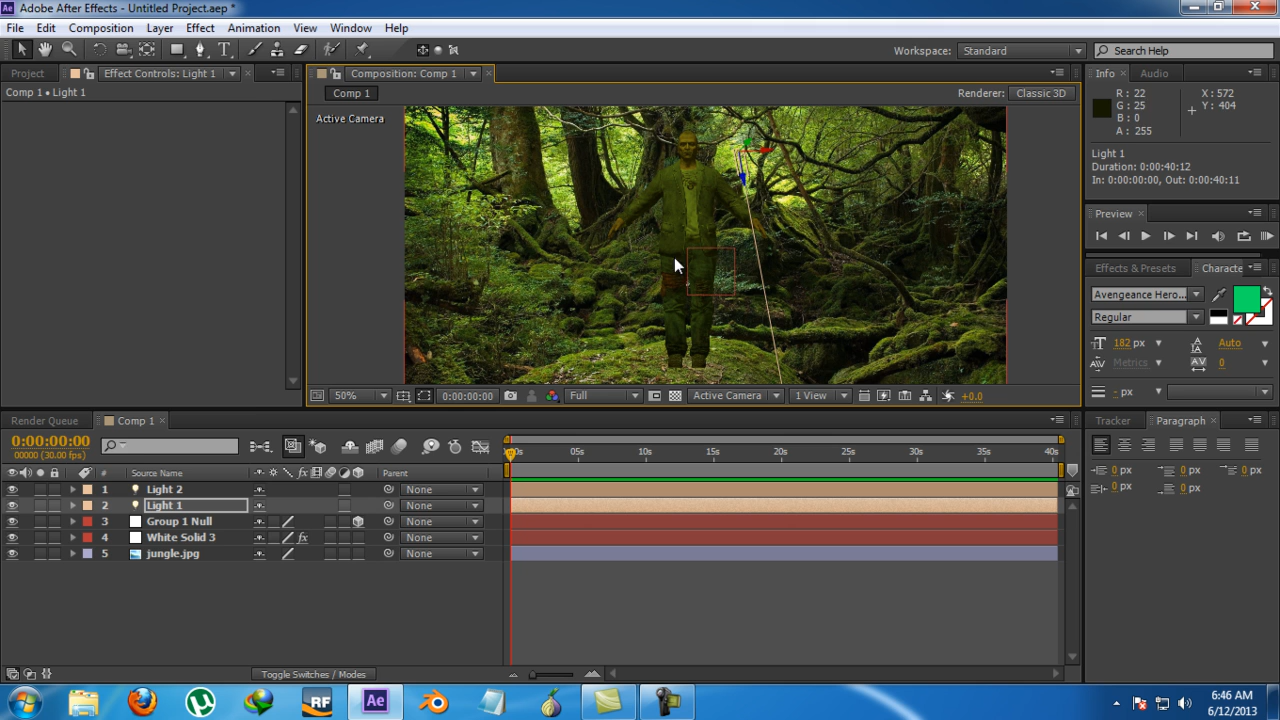 Adobe After Effects - Untitled Project.aep *
File Edit Composition Layer Effect Animation View Window Help
Workspace: Standard Search Help
Project Effect Controls: Light 1 Composition: Comp 1 Info Audio
Comp 1 • Light 1
Comp 1 Renderer: Classic 3D
Active Camera
R : 22 X : 572
G : 25 Y : 404
B : 0
A : 255
Light 1
Duration: 0:00:40:12
In: 0:00:00:00, Out: 0:00:40:11
Preview
Effects & Presets Characte
Avengeance Hero...
Regular
182 px Auto
Metrics 0
- px
50% 0:00:00:00 Full Active Camera 1 View +0.0
Render Queue Comp 1 Tracker Paragraph
0:00:00:00
00000 (30.00 fps)
05s 10s 15s 20s 25s 30s 35s 40s
# Source Name fx Parent
0 px 0 px 0 px
0 px 0 px
1 Light 2 None
2 Light 1 None
3 Group 1 Null None
4 White Solid 3 fx None
5 jungle.jpg None
Toggle Switches / Modes
RF Ae
6:46 AM
6/12/2013